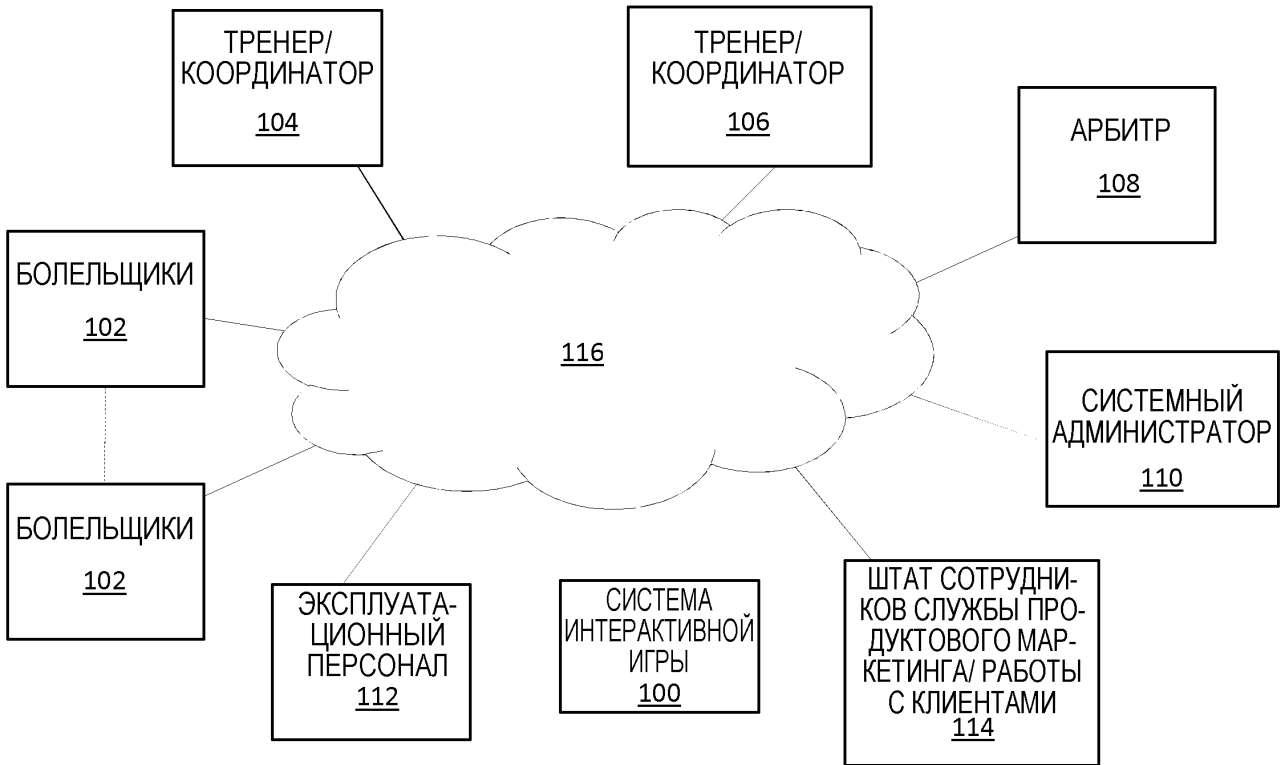 ТРЕНЕР/
КООРДИНАТОР
104
ТРЕНЕР/
КООРДИНАТОР
106
АРБИТР
108
БОЛЕЛЬЩИКИ
102
116
СИСТЕМНЫЙ
АДМИНИСТРАТОР
110
БОЛЕЛЬЩИКИ
102
ЭКСПЛУАТА-
ЦИОННЫЙ
ПЕРСОНАЛ
112
СИСТЕМА
ИНТЕРАКТИВНОЙ
ИГРЫ
100
ШТАТ СОТРУДНИ-
КОВ СЛУЖБЫ ПРО-
ДУКТОВОГО МАР-
КЕТИНГА/ РАБОТЫ
С КЛИЕНТАМИ
114